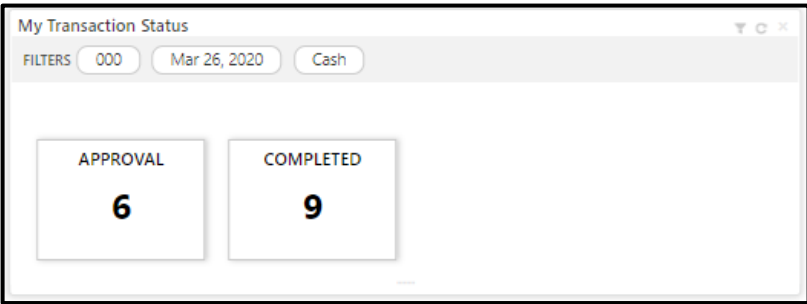 My Transaction Status
FILTERS 000 Mar 26, 2020 Cash
APPROVAL COMPLETED
6 9